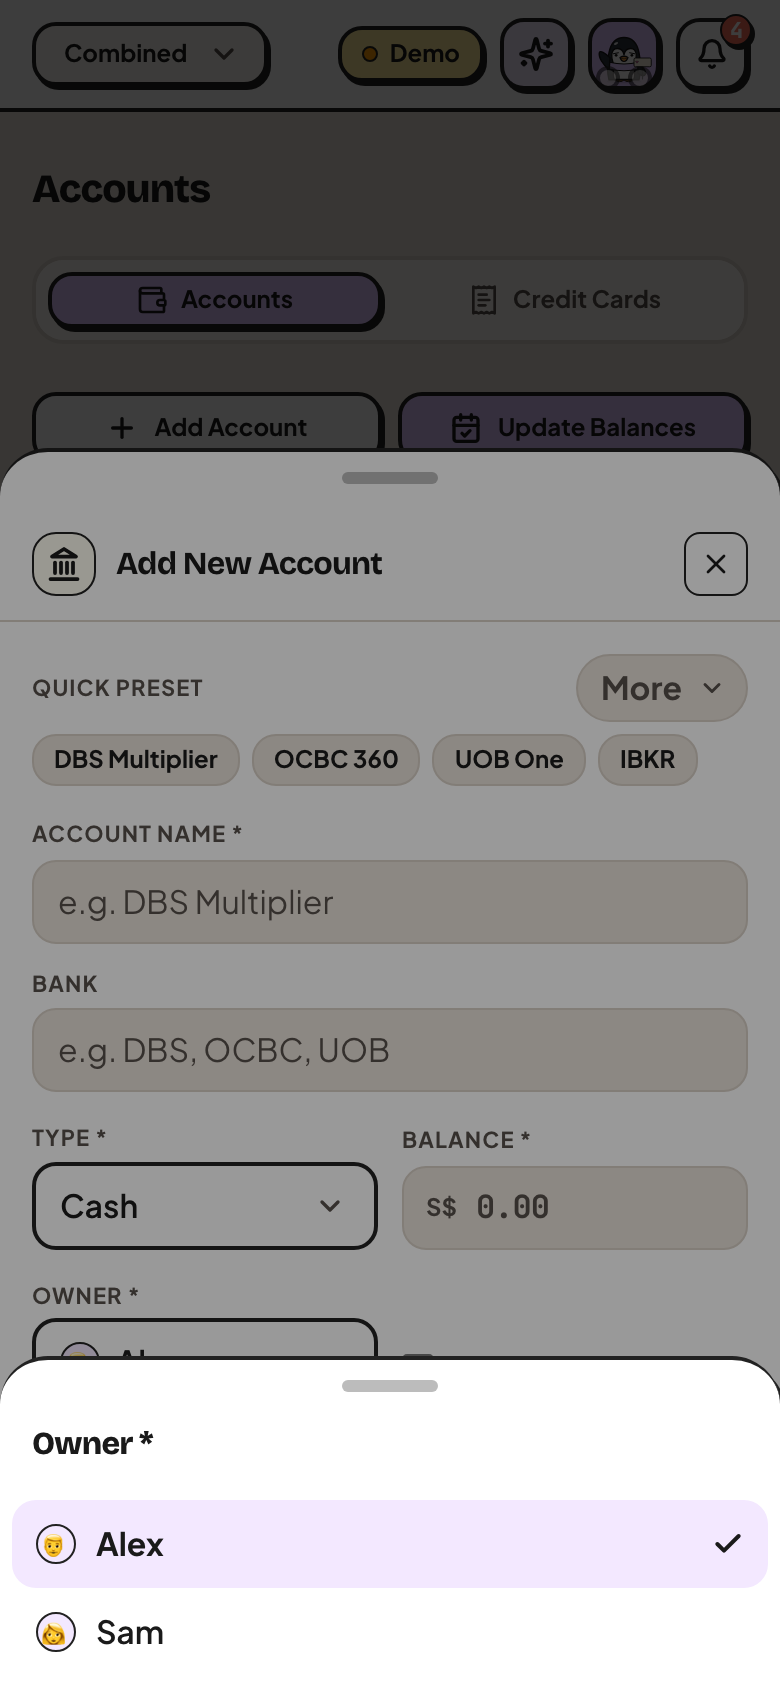 Combined
Demo
4
Accounts
Accounts
Credit Cards
Add Account
Update Balances
Add New Account
QUICK PRESET
More
DBS Multiplier
OCBC 360
UOB One
IBKR
ACCOUNT NAME *
e.g. DBS Multiplier
BANK
e.g. DBS, OCBC, UOB
TYPE *
BALANCE *
Cash
S$ 0.00
OWNER *
Owner *
Alex
Sam